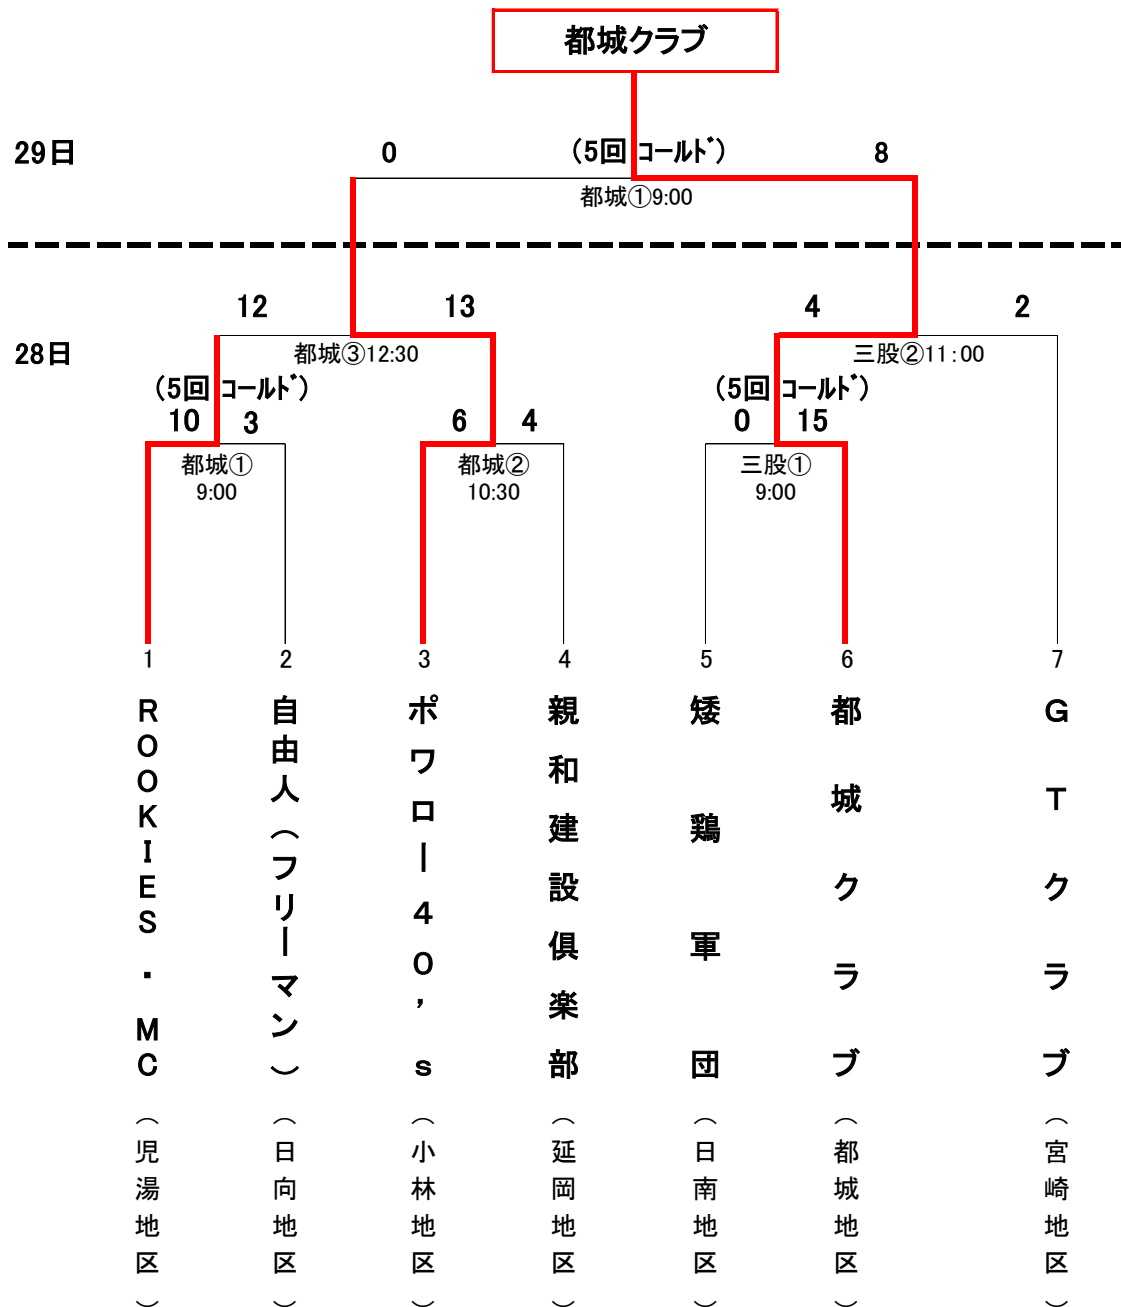 都城クラブ
29日
0
(5回 コールド)
8
都城①9:00
12
13
4
2
28日
都城③12:30
三股②11:00
(5回 コールド)
(5回 コールド)
10
3
6
4
0
15
都城①
9:00
都城②
10:30
三股①
9:00
1
2
3
4
5
6
7
ROOKIES・MC(児湯地区)
自由人(フリーマン)(日向地区)
ポワロー40's(小林地区)
親和建設倶楽部(延岡地区)
矮鶏軍団(日南地区)
都城クラブ(都城地区)
GTクラブ(宮崎地区)